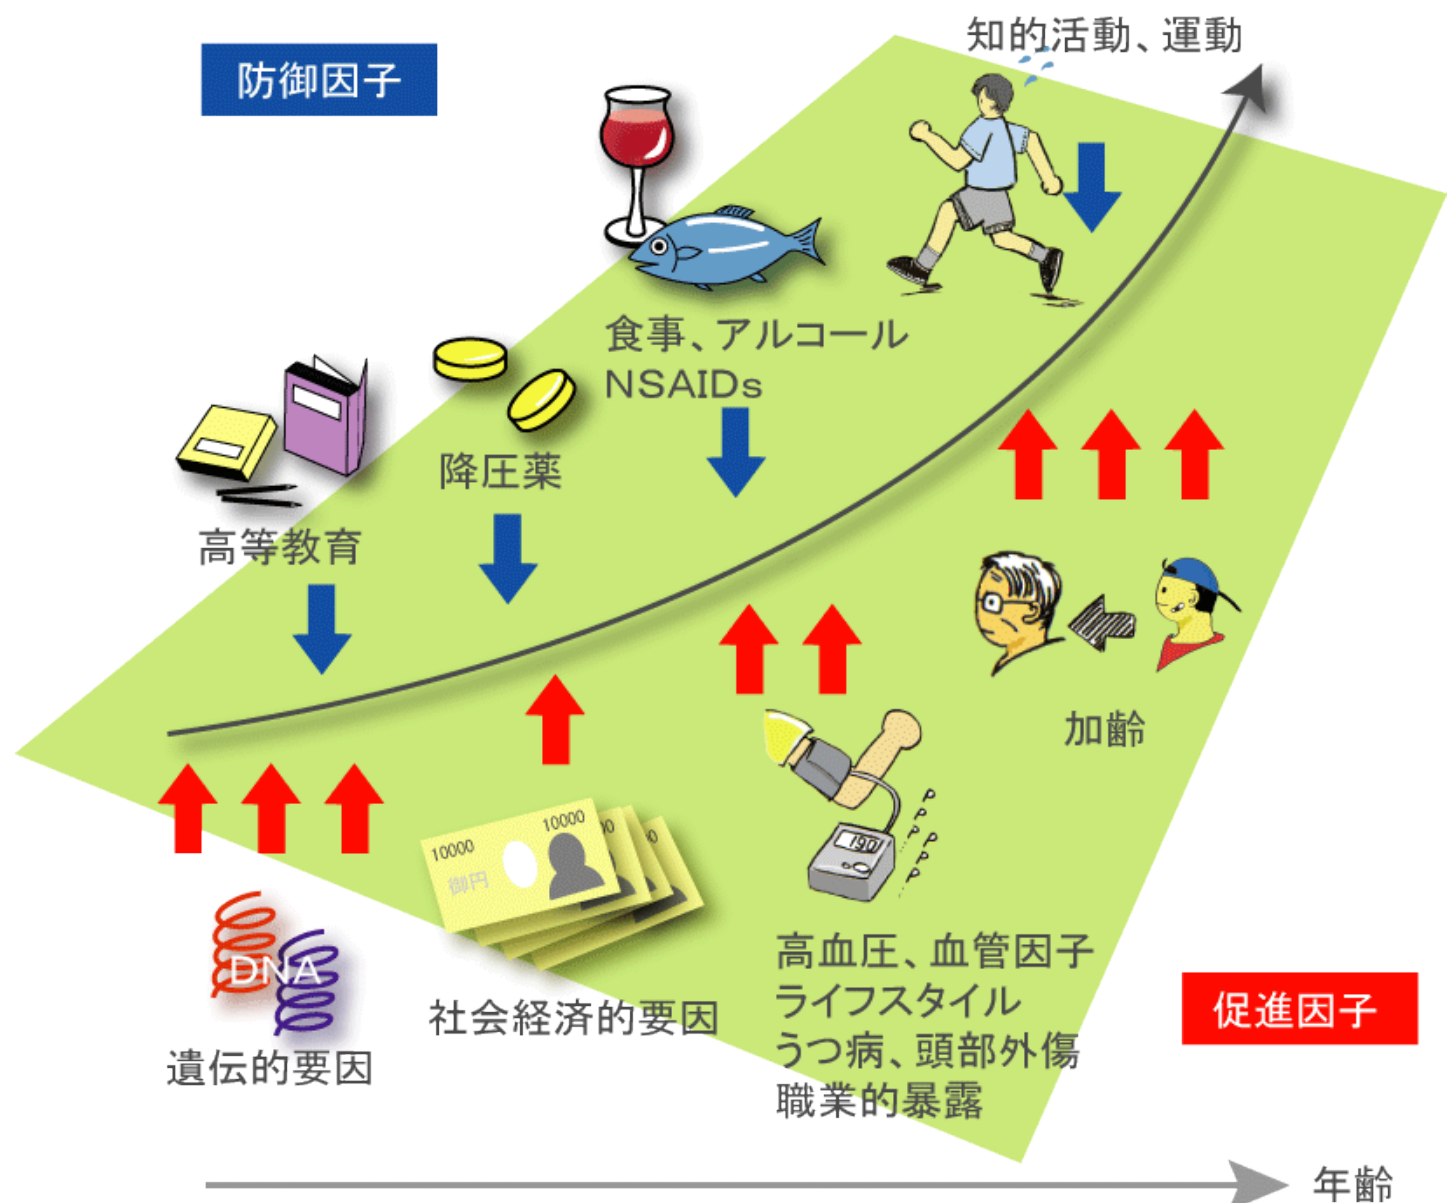 知的活動、運動
防御因子
食事、アルコール
NSAIDs
降圧薬
高等教育
加齢
10000
10000
御円
190
DNA
遺伝的要因
社会経済的要因
高血圧、血管因子
ライフスタイル
うつ病、頭部外傷
職業的暴露
促進因子
年齢